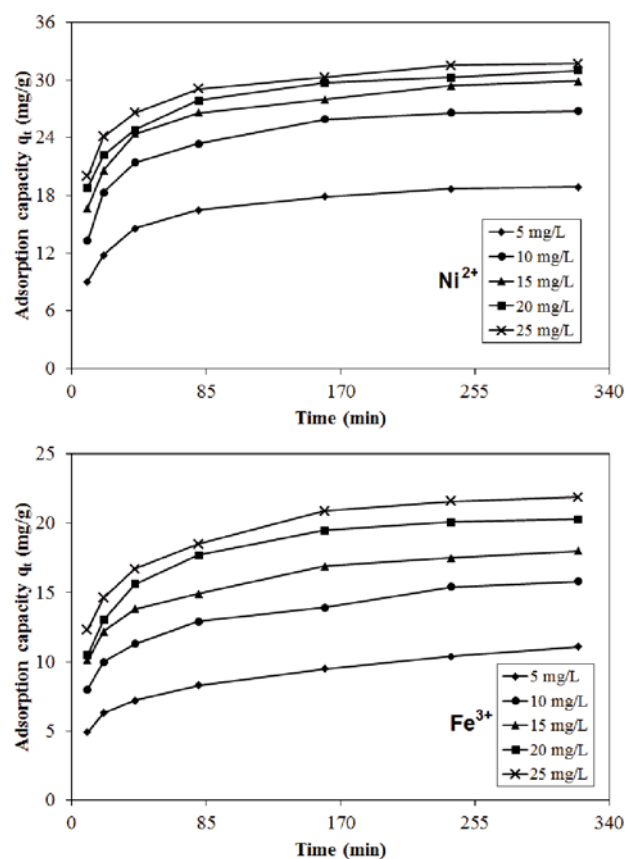 Adsorption capacity qt (mg/g)
36
30
24
18
12
6
0
0 85 170 255 340
Time (min)
Ni2+
5 mg/L
10 mg/L
15 mg/L
20 mg/L
25 mg/L
Adsorption capacity qt (mg/g)
25
20
15
10
5
0
0 85 170 255 340
Time (min)
Fe3+
5 mg/L
10 mg/L
15 mg/L
20 mg/L
25 mg/L